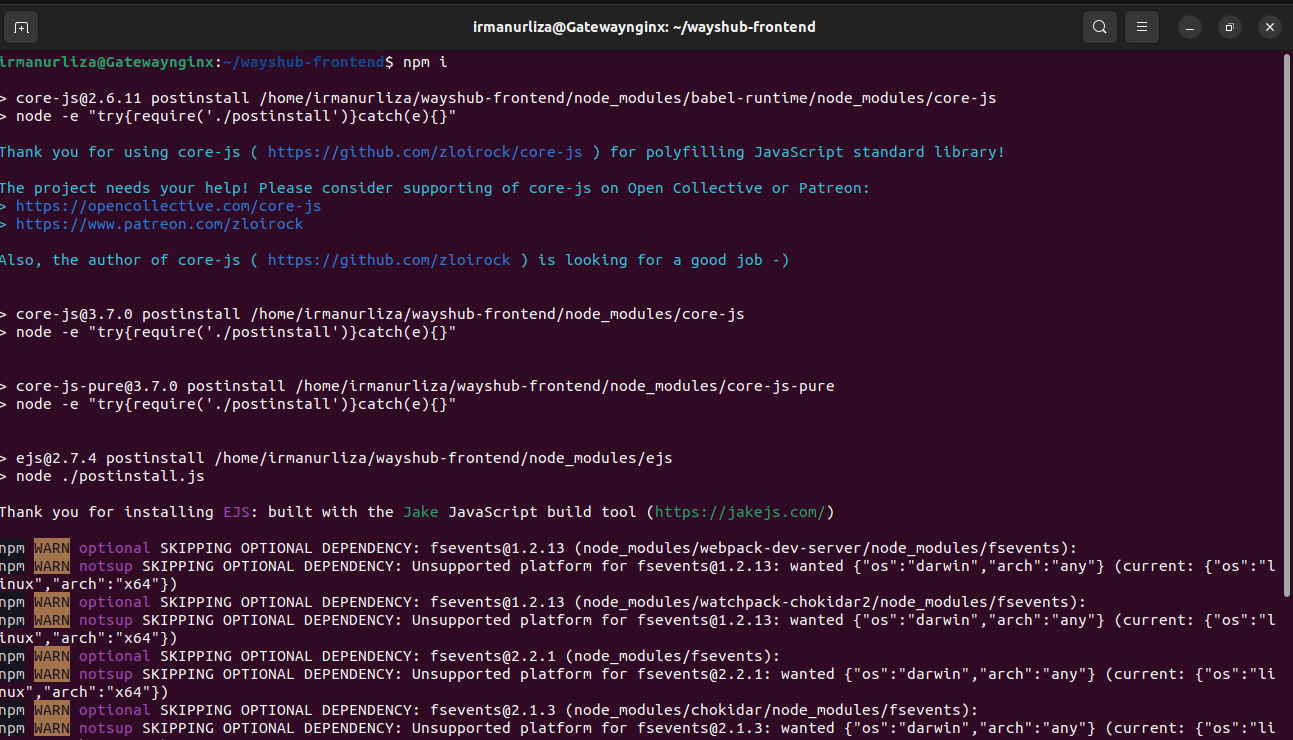 irmanurliza@Gatewaynginx: ~/wayshub-frontend
irmanurliza@Gatewaynginx:~/wayshub-frontend$ npm i
> core-js@2.6.11 postinstall /home/irmanurliza/wayshub-frontend/node_modules/babel-runtime/node_modules/core-js
> node -e "try{require('./postinstall')}catch(e){}"
Thank you for using core-js ( https://github.com/zloirock/core-js ) for polyfilling JavaScript standard library!
The project needs your help! Please consider supporting of core-js on Open Collective or Patreon:
> https://opencollective.com/core-js
> https://www.patreon.com/zloirock
Also, the author of core-js ( https://github.com/zloirock ) is looking for a good job -)
> core-js@3.7.0 postinstall /home/irmanurliza/wayshub-frontend/node_modules/core-js
> node -e "try{require('./postinstall')}catch(e){}"
> core-js-pure@3.7.0 postinstall /home/irmanurliza/wayshub-frontend/node_modules/core-js-pure
> node -e "try{require('./postinstall')}catch(e){}"
> ejs@2.7.4 postinstall /home/irmanurliza/wayshub-frontend/node_modules/ejs
> node ./postinstall.js
Thank you for installing EJS: built with the Jake JavaScript build tool (https://jakejs.com/)
npm WARN optional SKIPPING OPTIONAL DEPENDENCY: fsevents@1.2.13 (node_modules/webpack-dev-server/node_modules/fsevents):
npm WARN notsup SKIPPING OPTIONAL DEPENDENCY: Unsupported platform for fsevents@1.2.13: wanted {"os":"darwin","arch":"any"} (current: {"os":"l
inux","arch":"x64"})
npm WARN optional SKIPPING OPTIONAL DEPENDENCY: fsevents@1.2.13 (node_modules/watchpack-chokidar2/node_modules/fsevents):
npm WARN notsup SKIPPING OPTIONAL DEPENDENCY: Unsupported platform for fsevents@1.2.13: wanted {"os":"darwin","arch":"any"} (current: {"os":"l
inux","arch":"x64"})
npm WARN optional SKIPPING OPTIONAL DEPENDENCY: fsevents@2.2.1 (node_modules/fsevents):
npm WARN notsup SKIPPING OPTIONAL DEPENDENCY: Unsupported platform for fsevents@2.2.1: wanted {"os":"darwin","arch":"any"} (current: {"os":"li
nux","arch":"x64"})
npm WARN optional SKIPPING OPTIONAL DEPENDENCY: fsevents@2.1.3 (node_modules/chokidar/node_modules/fsevents):
npm WARN notsup SKIPPING OPTIONAL DEPENDENCY: Unsupported platform for fsevents@2.1.3: wanted {"os":"darwin","arch":"any"} (current: {"os":"li